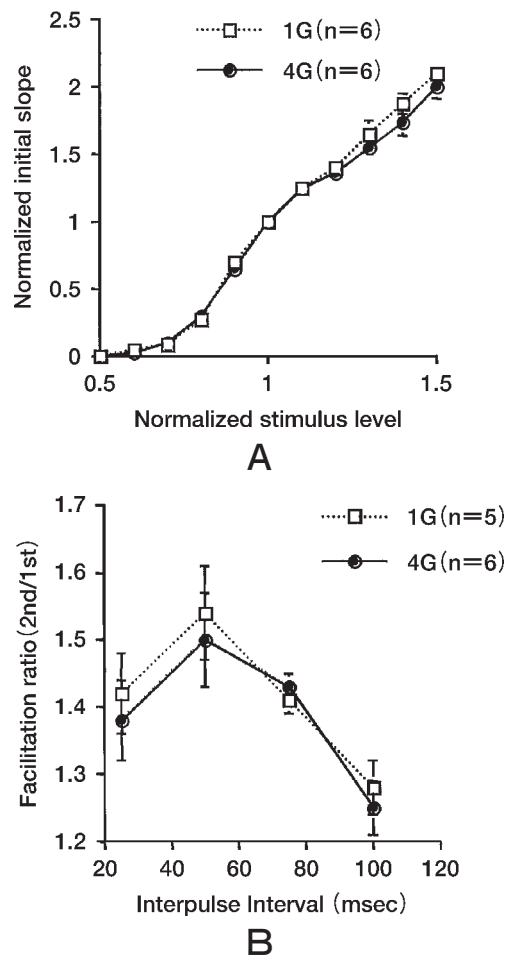 2.5
2
1.5
1
0.5
0
0.5
1
1.5
Normalized initial slope
1G(n=6)
4G(n=6)
Normalized stimulus level
A
1.7
1.6
1.5
1.4
1.3
1.2
20
40
60
80
100
120
Facilitation ratio(2nd/1st)
1G(n=5)
4G(n=6)
Interpulse Interval (msec)
B